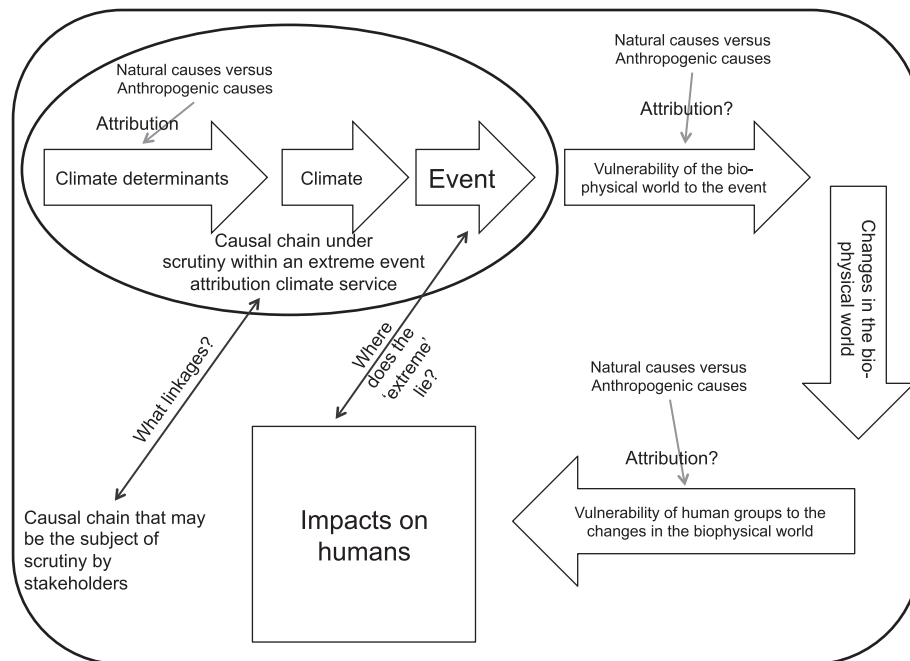 Natural causes versus
Anthropogenic causes
Attribution
Climate determinants
Climate
Event
Causal chain under
scrutiny within an extreme event
attribution climate service
Natural causes versus
Anthropogenic causes
Attribution?
Vulnerability of the bio-
physical world to the event
Changes in the bio-
physical world
What linkages?
Where
does the
‘extreme’
lie?
Natural causes versus
Anthropogenic causes
Attribution?
Vulnerability of human groups to the
changes in the biophysical world
Impacts on
humans
Causal chain that may
be the subject of
scrutiny by
stakeholders